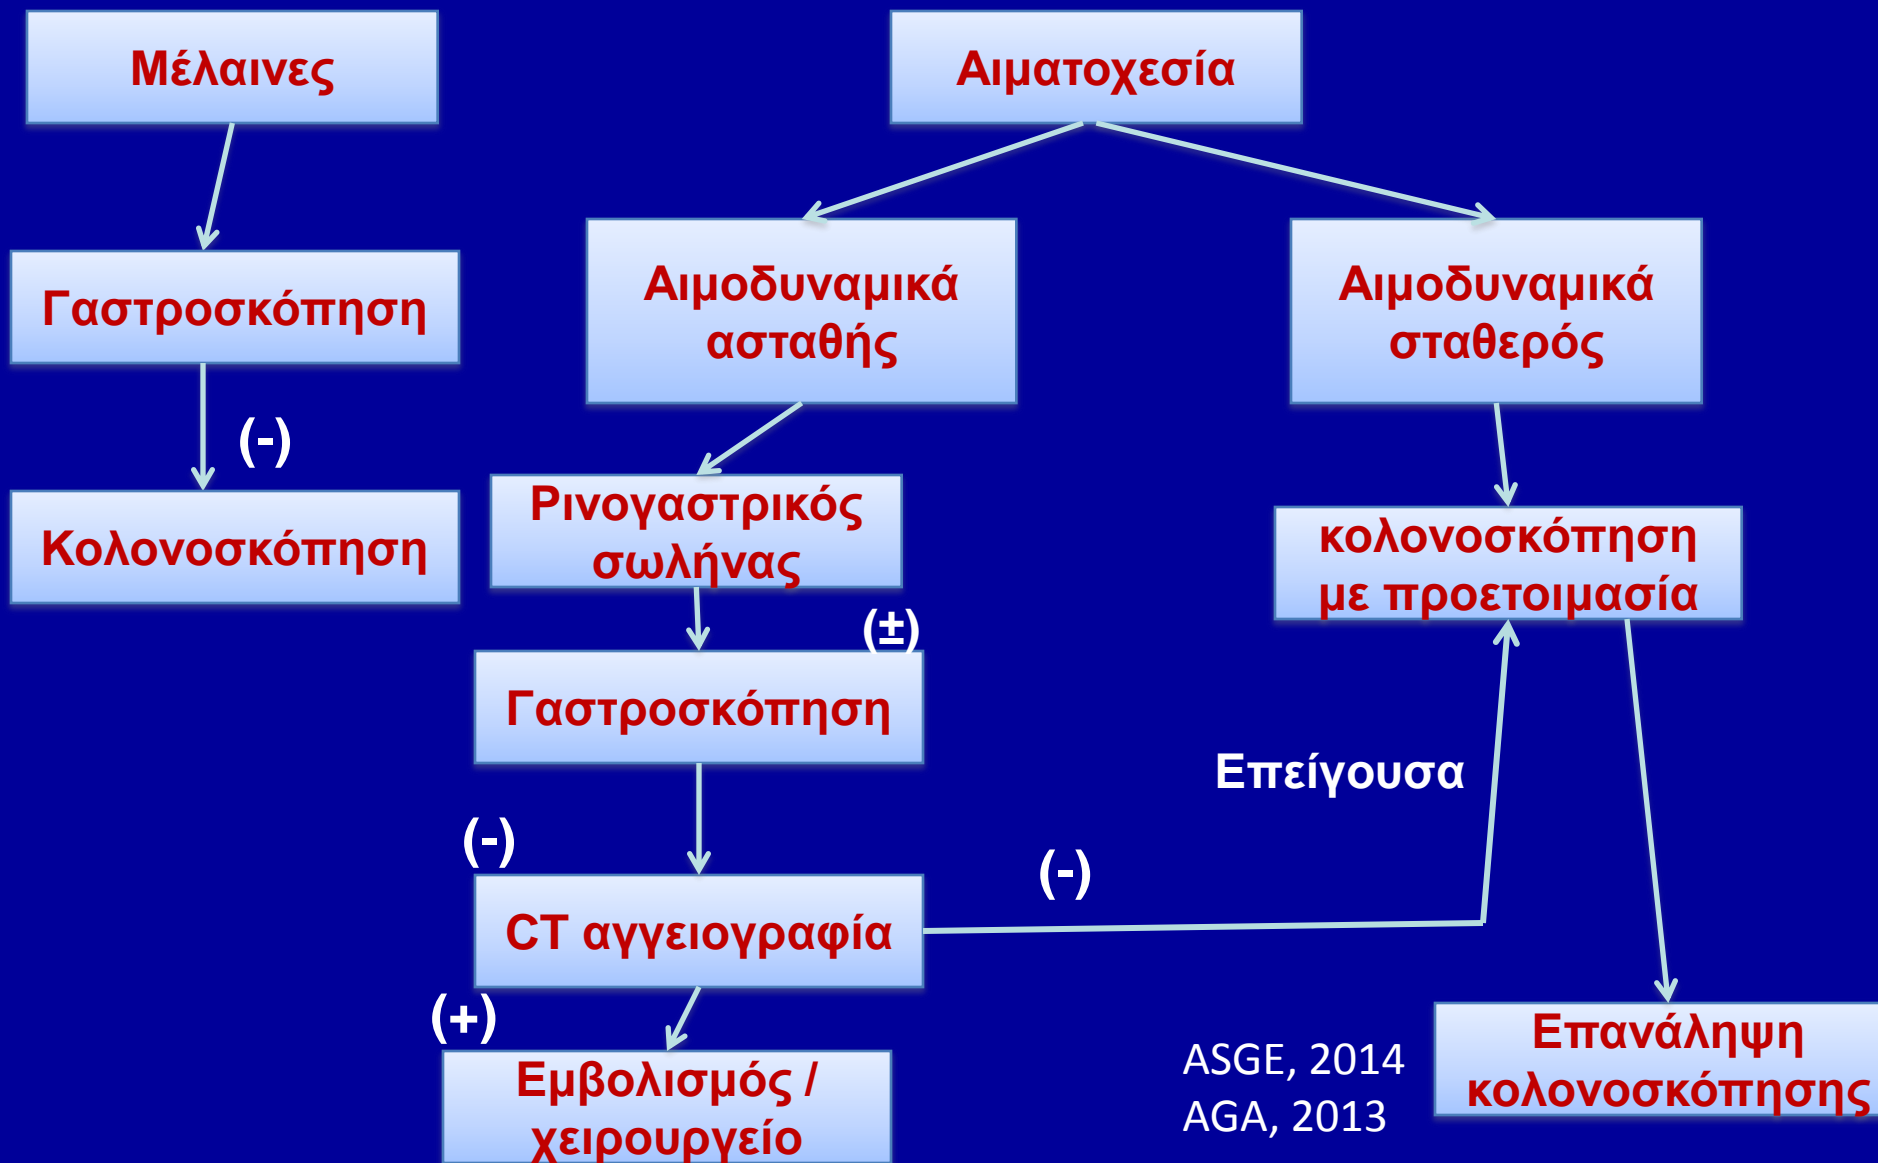 Μέλαινες
Αιματοχεσία
Γαστροσκόπηση
Αιμοδυναμικά
ασταθής
Αιμοδυναμικά
σταθερός
(-)
Κολονοσκόπηση
Ρινογαστρικός
σωλήνας
κολονοσκόπηση
με προετοιμασία
(±)
Γαστροσκόπηση
Επείγουσα
(-)
(-)
CT αγγειογραφία
(+)
Εμβολισμός /
χειρουργείο
ASGE, 2014
AGA, 2013
Επανάληψη
κολονοσκόπησης